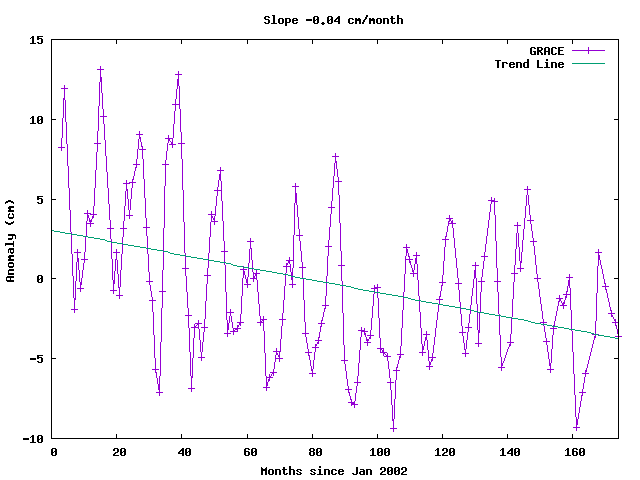 Slope -0.04 cm/month
GRACE
Trend Line
15
10
5
0
-5
-10
Anomaly (cm)
0 20 40 60 80 100 120 140 160
Months since Jan 2002